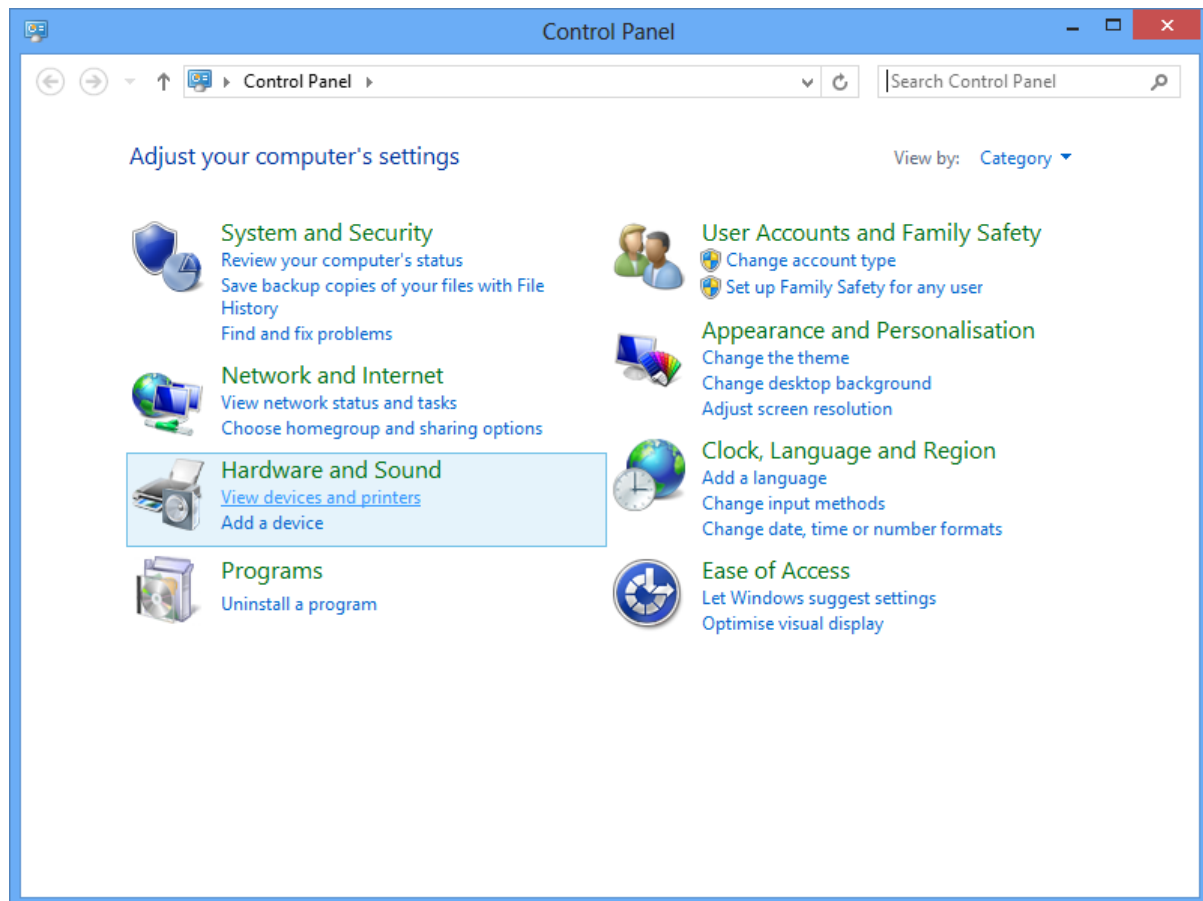 Control Panel
Control Panel
Search Control Panel
Adjust your computer's settings
View by: Category
System and Security
Review your computer's status
Save backup copies of your files with File
History
Find and fix problems
Network and Internet
View network status and tasks
Choose homegroup and sharing options
Hardware and Sound
View devices and printers
Add a device
Programs
Uninstall a program
User Accounts and Family Safety
Change account type
Set up Family Safety for any user
Appearance and Personalisation
Change the theme
Change desktop background
Adjust screen resolution
Clock, Language and Region
Add a language
Change input methods
Change date, time or number formats
Ease of Access
Let Windows suggest settings
Optimise visual display